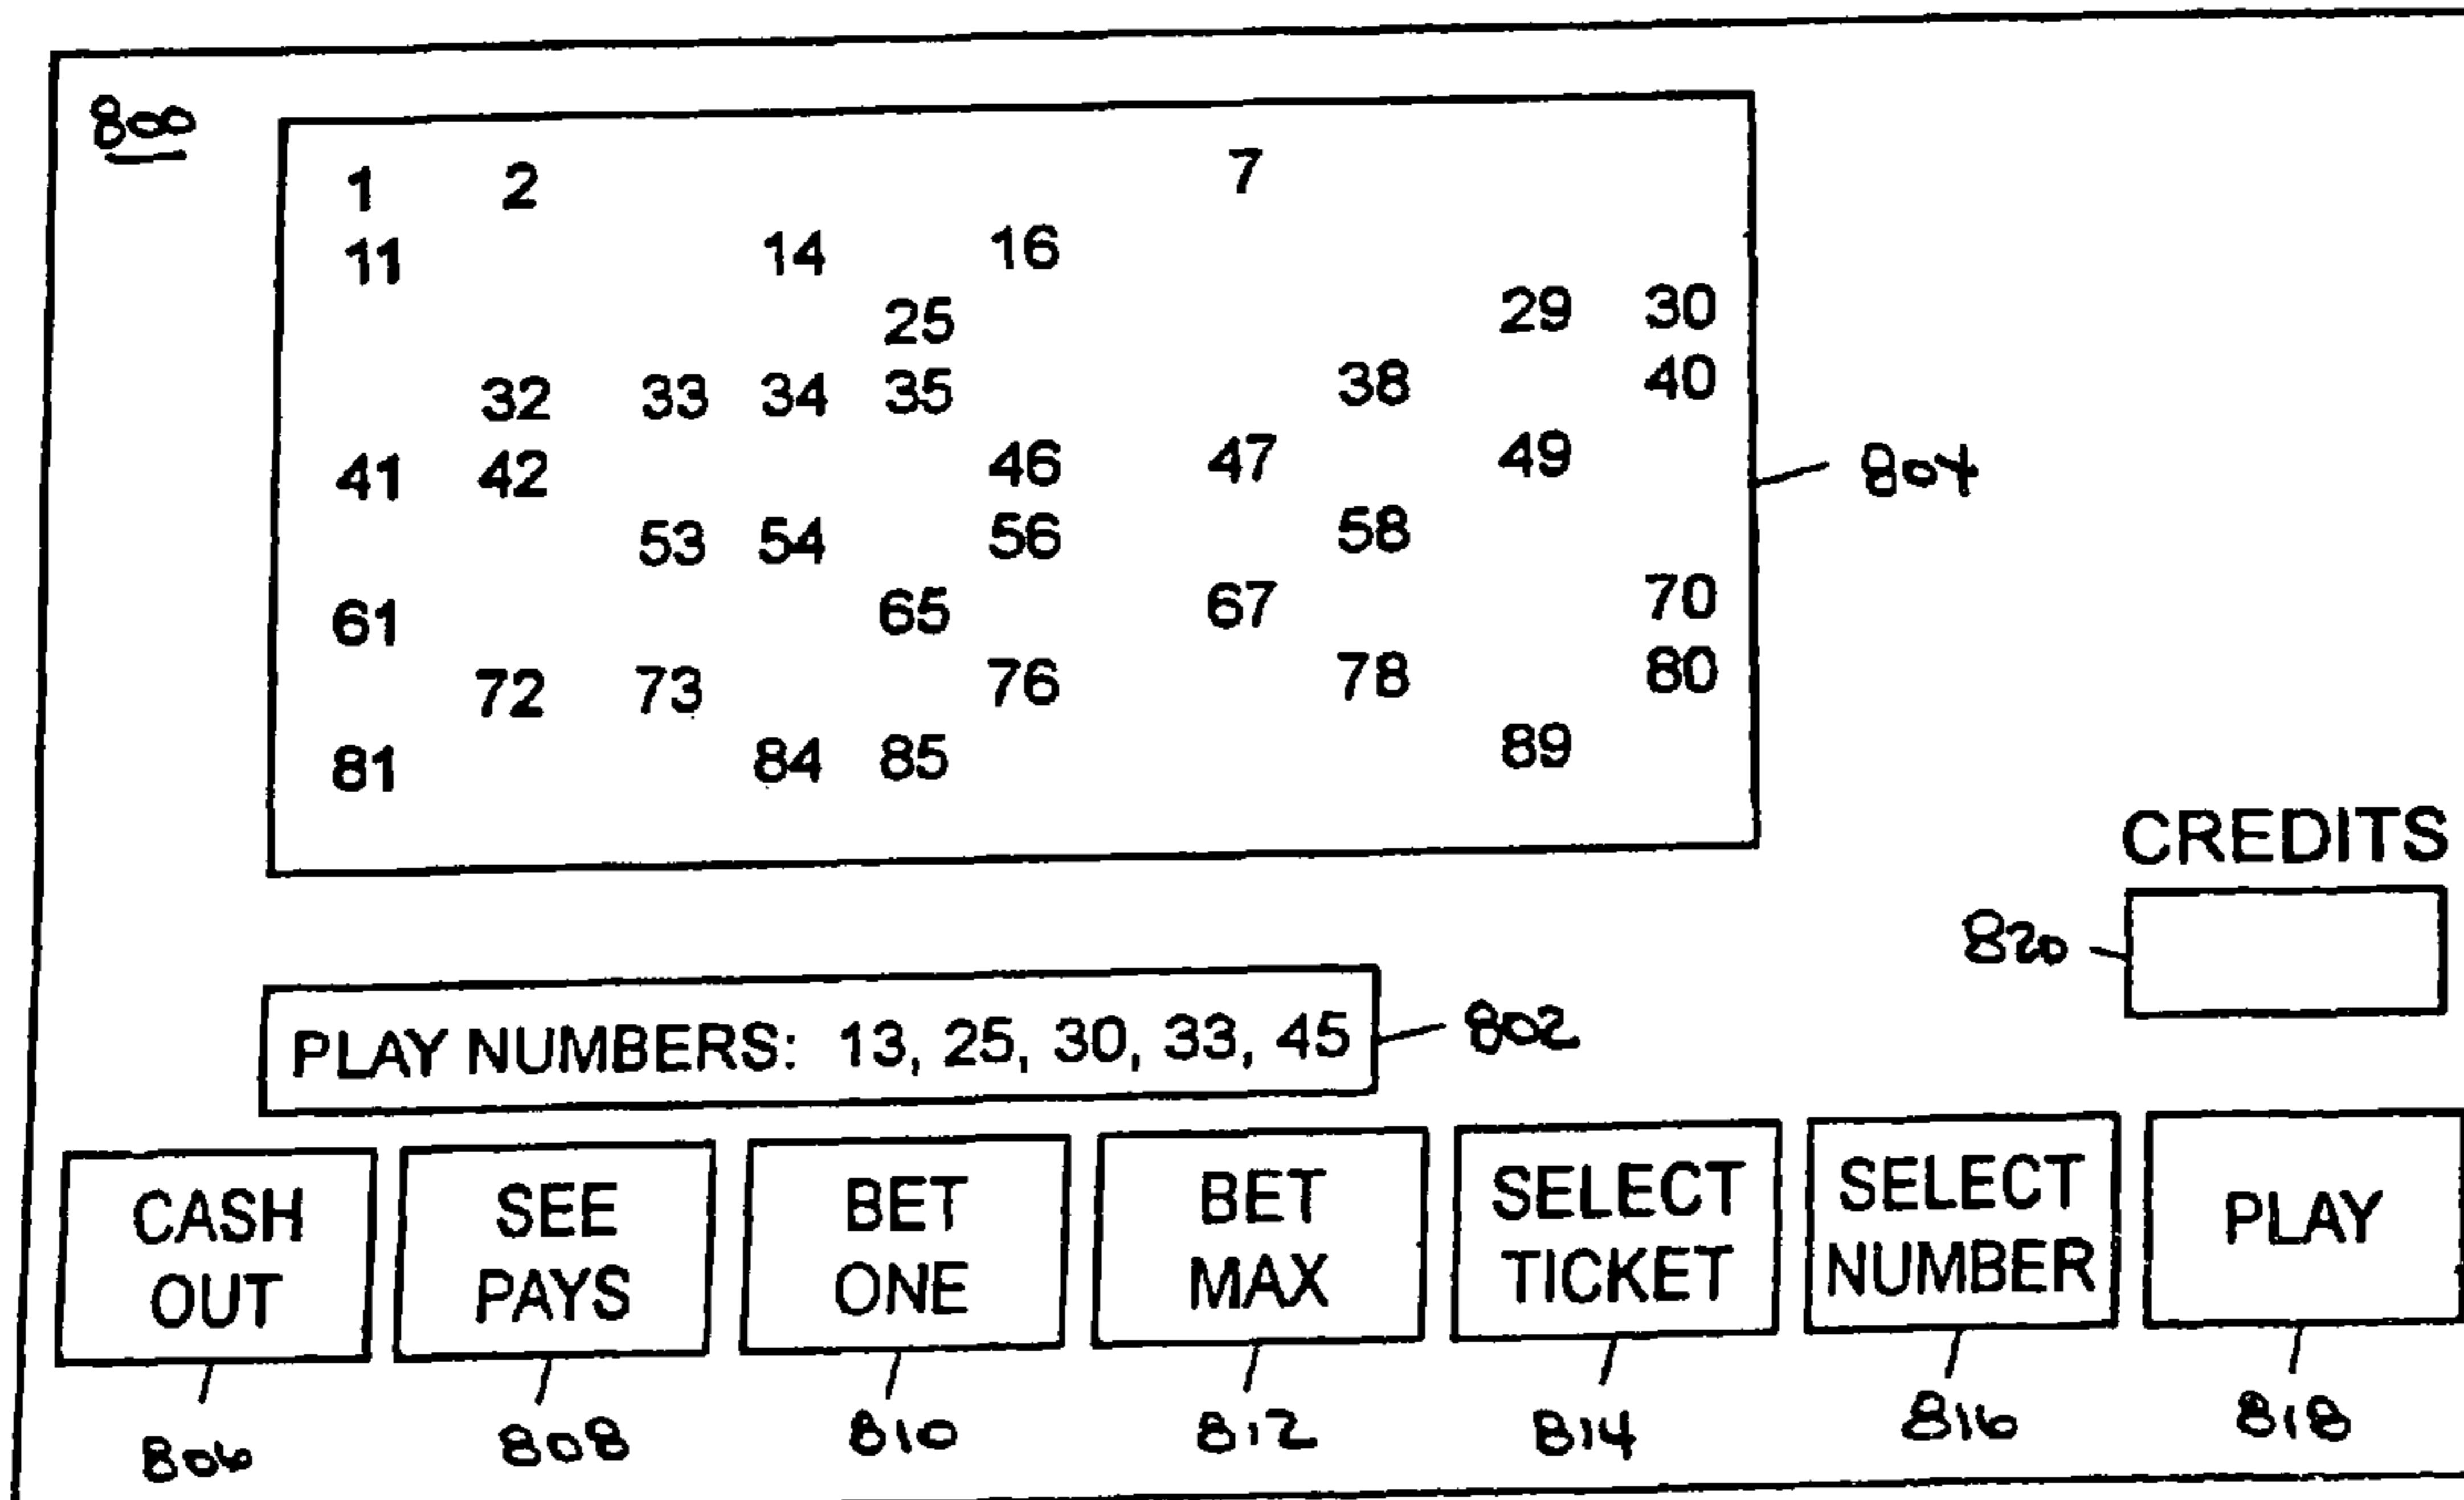 800
1 2 7
11 14 16
25 29 30
32 33 34 35 38 40
41 42 46 47 49
804
53 54 56 58
61 65 67 70
72 73 76 78 80
81 84 85 89
CREDITS
820
PLAY NUMBERS: 13, 25, 30, 33, 45
802
CASH OUT
SEE PAYS
BET ONE
BET MAX
SELECT TICKET
SELECT NUMBER
PLAY
806 808 810 812 814 816 818